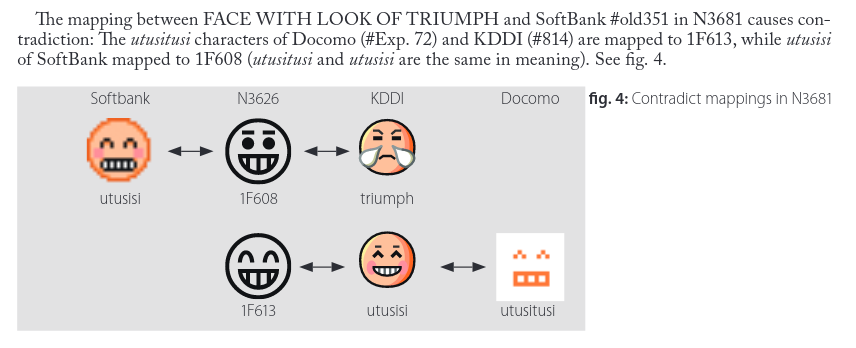 The mapping between FACE WITH LOOK OF TRIUMPH and SoftBank #old351 in N3681 causes con-
tradiction: The utusitusi characters of Docomo (#Exp. 72) and KDDI (#814) are mapped to 1F613, while utusisi
of SoftBank mapped to 1F608 (utusitusi and utusisi are the same in meaning). See fig. 4.
Softbank N3626 KDDI Docomo fig. 4: Contradict mappings in N3681
utusisi 1F608 triumph
1F613 utusisi utusitusi